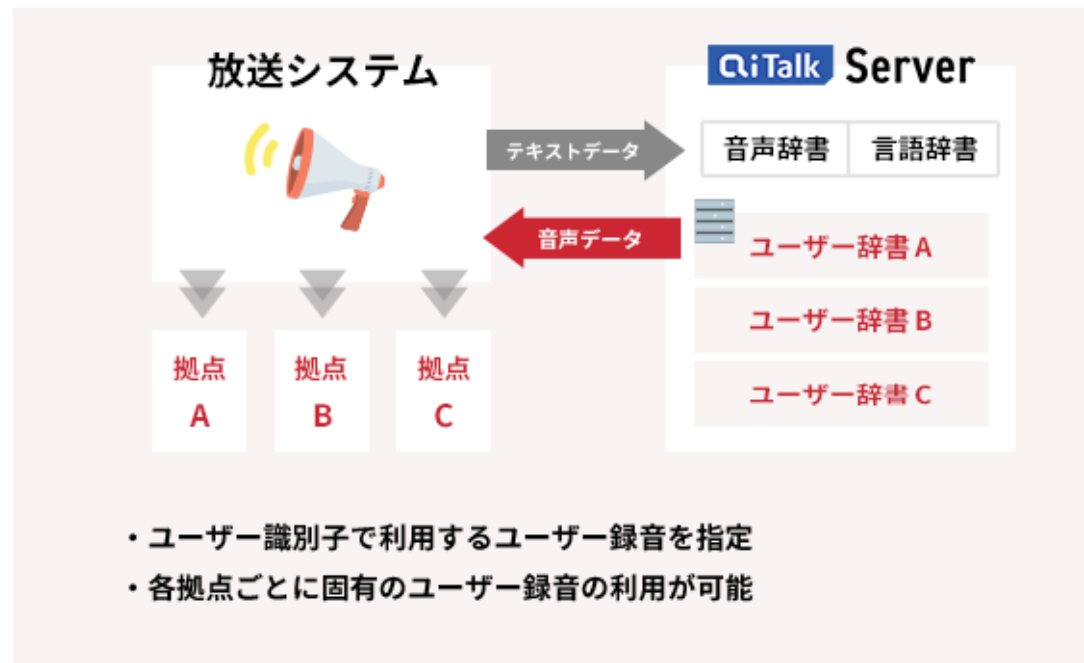 放送システム
AiTalk Server
テキストデータ
音声辞書 言語辞書
音声データ
ユーザー辞書 A
ユーザー辞書 B
ユーザー辞書 C
拠点 拠点 拠点
A B C
・ユーザー識別子で利用するユーザー録音を指定
・各拠点ごとに固有のユーザー録音の利用が可能